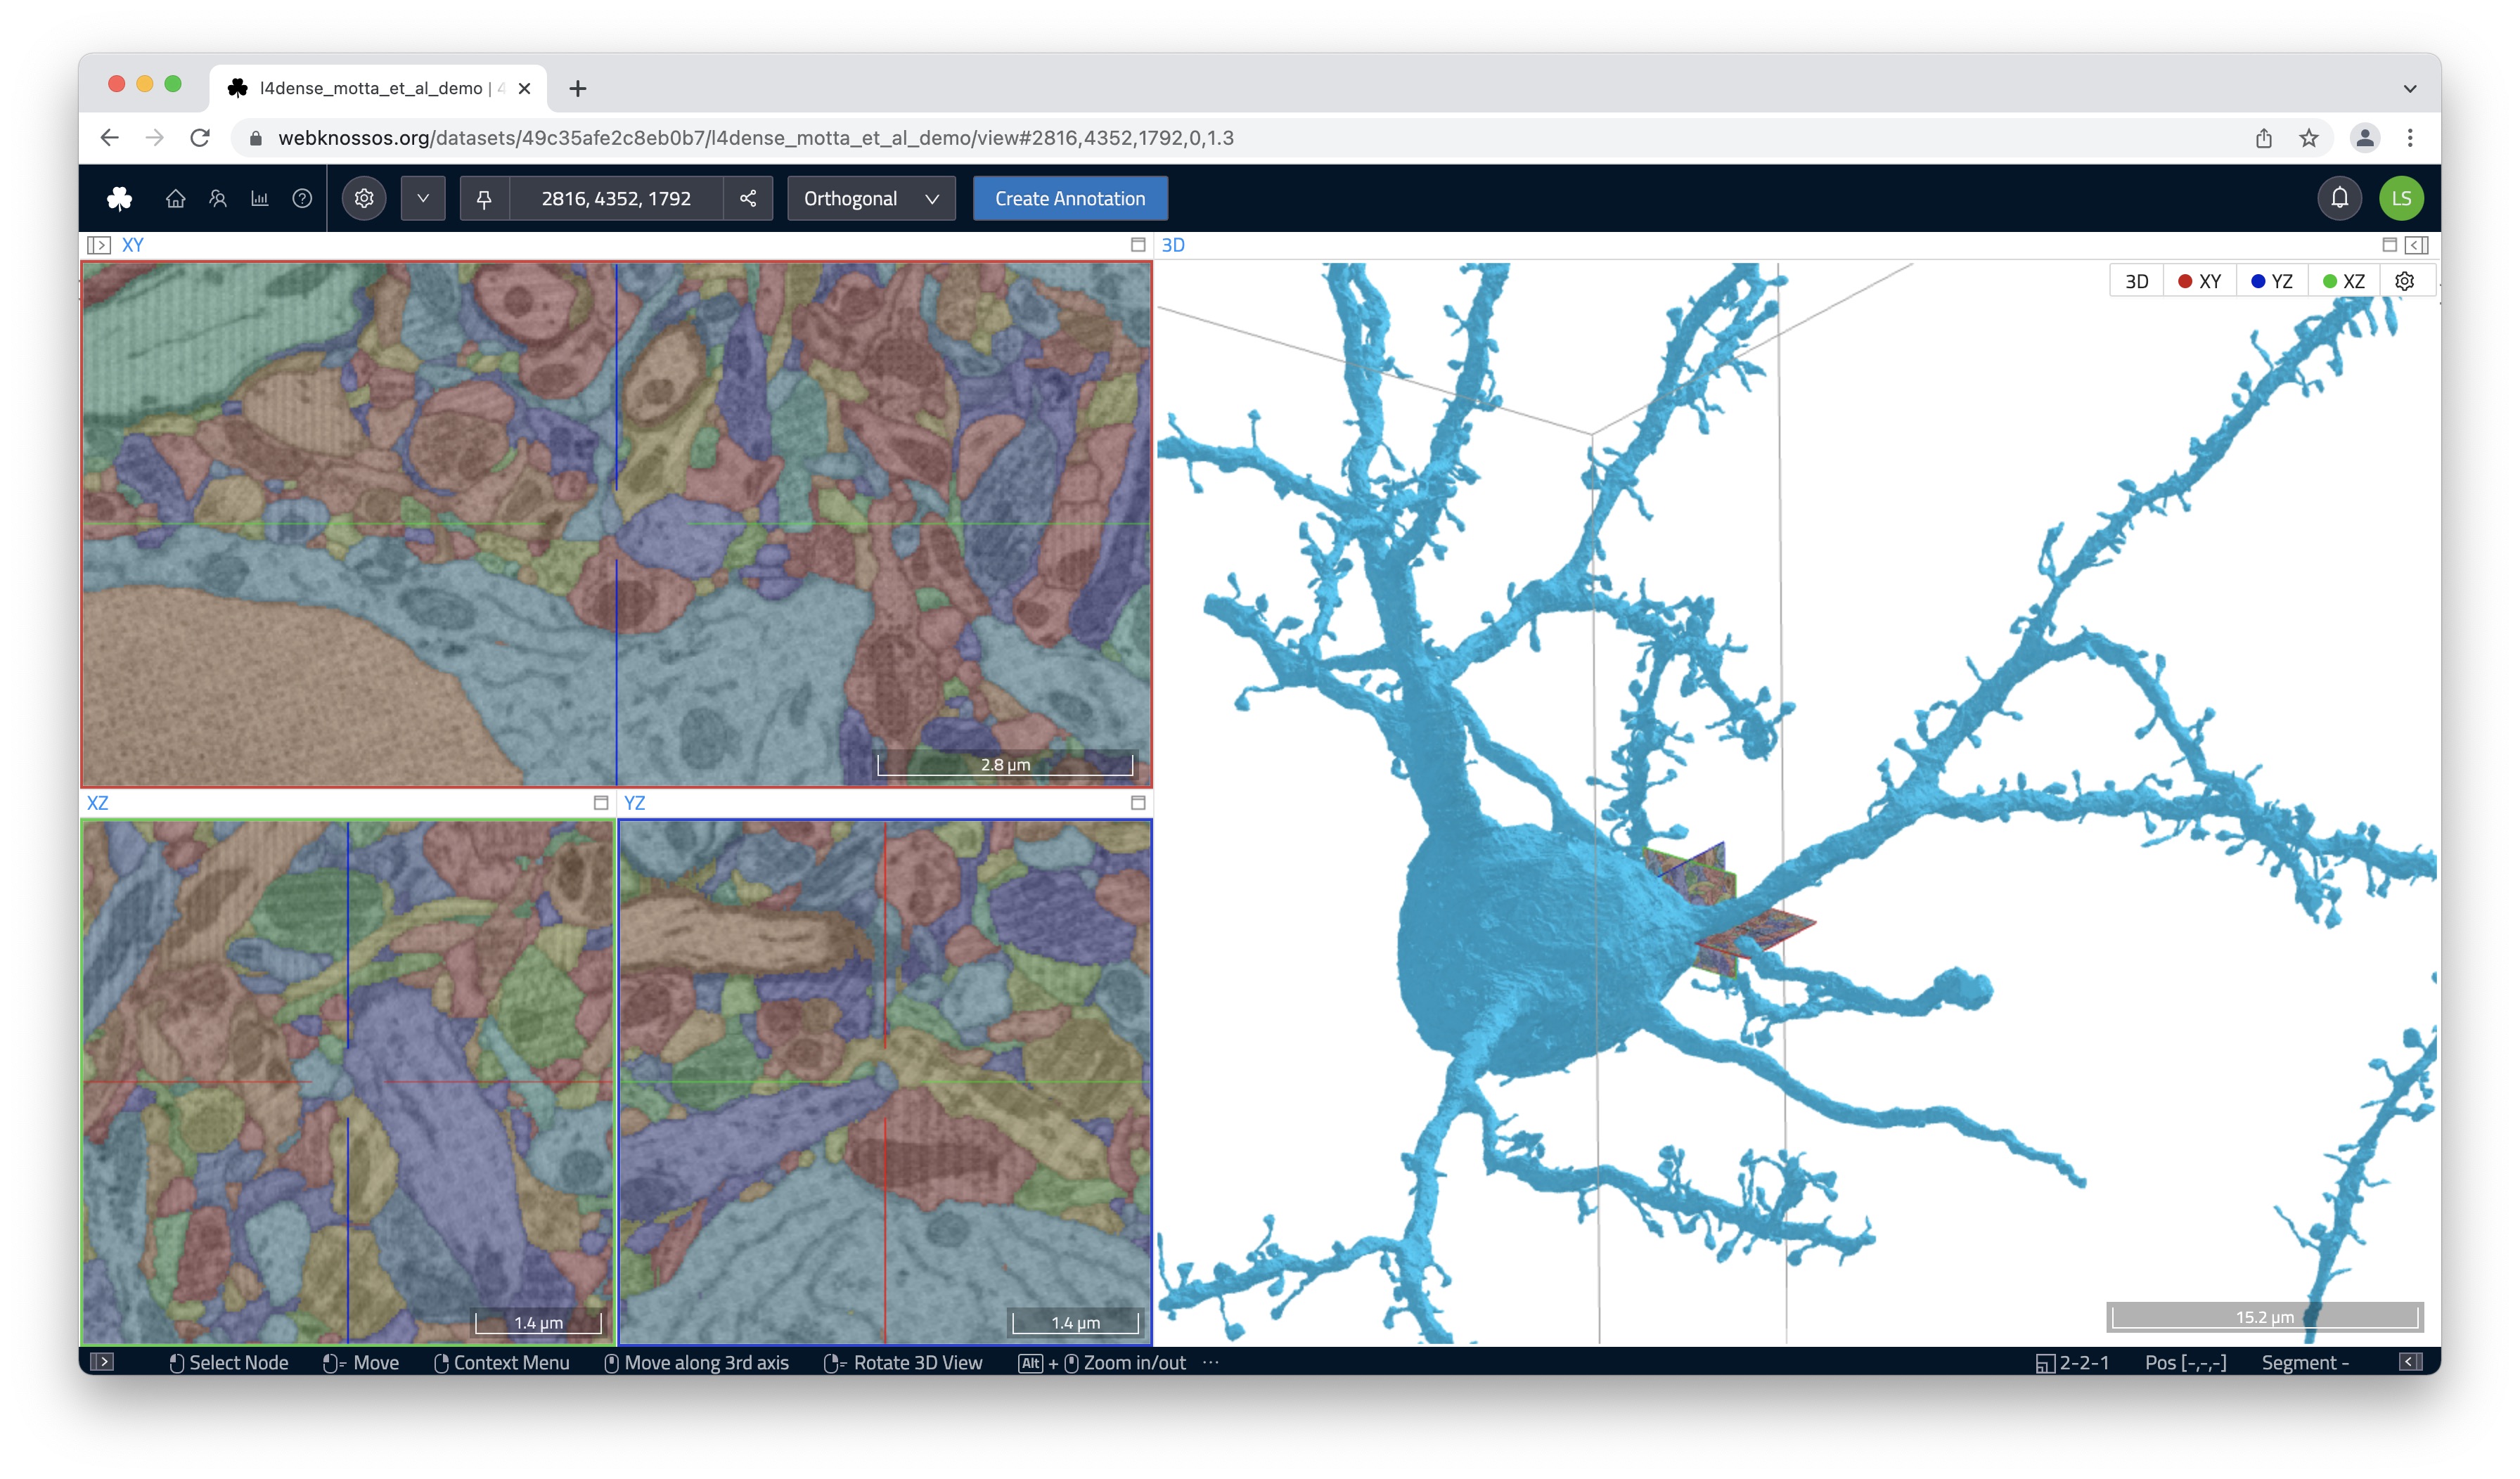 l4dense_motta_et_al_demo |
webknossos.org/datasets/49c35afe2c8eb0b7/l4dense_motta_et_al_demo/view#2816,4352,1792,0,1.3
2816, 4352, 1792
Orthogonal
Create Annotation
LS
XY
3D
3D XY YZ XZ
2.8 µm
XZ
YZ
1.4 µm
1.4 µm
15.2 µm
Select Node Move Context Menu Move along 3rd axis Rotate 3D View Alt + Zoom in/out ···
2-2-1 Pos [-,-,-] Segment -